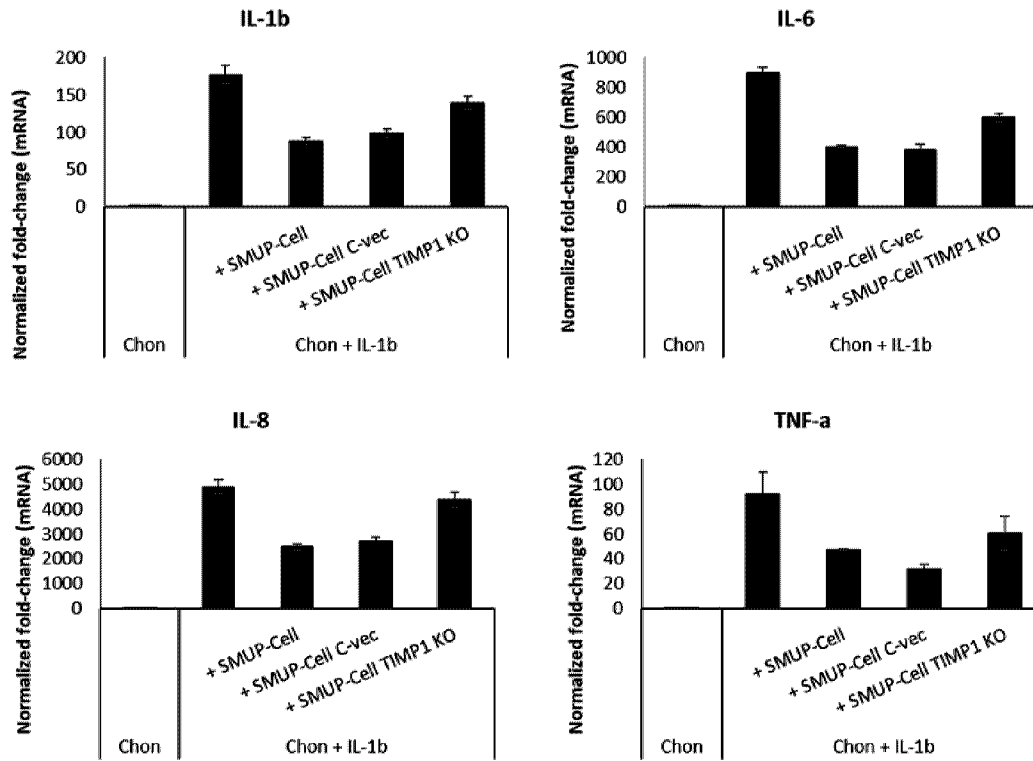 IL-1b
Normalized fold-change (mRNA)
200
150
100
50
0
+ SMUP-Cell
+ SMUP-Cell C-vec
+ SMUP-Cell TIMP1 KO
Chon
Chon + IL-1b
IL-6
Normalized fold-change (mRNA)
1000
800
600
400
200
0
+ SMUP-Cell
+ SMUP-Cell C-vec
+ SMUP-Cell TIMP1 KO
Chon
Chon + IL-1b
IL-8
Normalized fold-change (mRNA)
6000
5000
4000
3000
2000
1000
0
+ SMUP-Cell
+ SMUP-Cell C-vec
+ SMUP-Cell TIMP1 KO
Chon
Chon + IL-1b
TNF-a
Normalized fold-change (mRNA)
120
100
80
60
40
20
0
+ SMUP-Cell
+ SMUP-Cell C-vec
+ SMUP-Cell TIMP1 KO
Chon
Chon + IL-1b